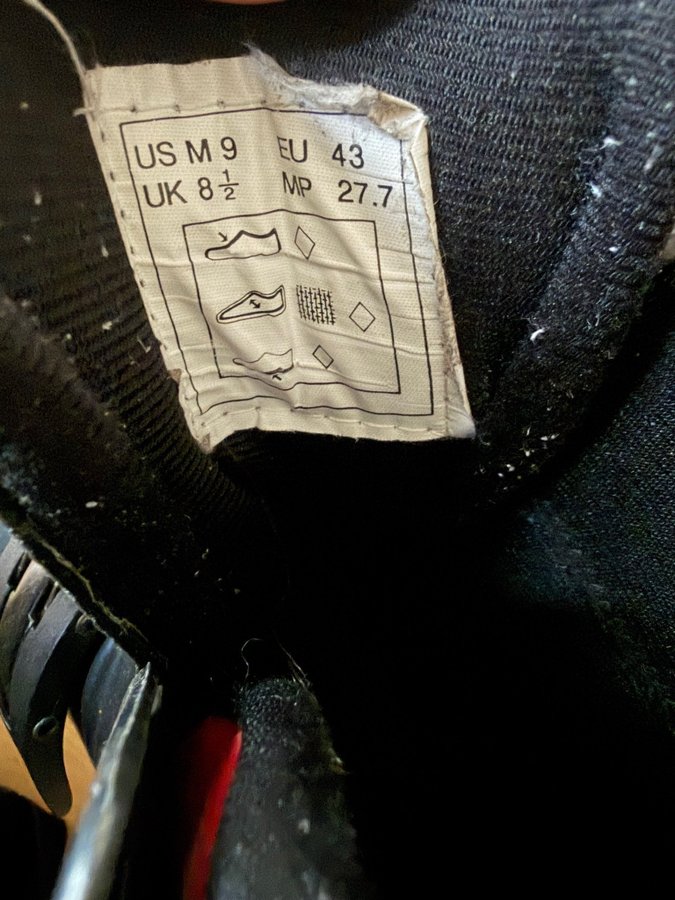 US M 9 EU 43
UK 8 ½ MP 27.7